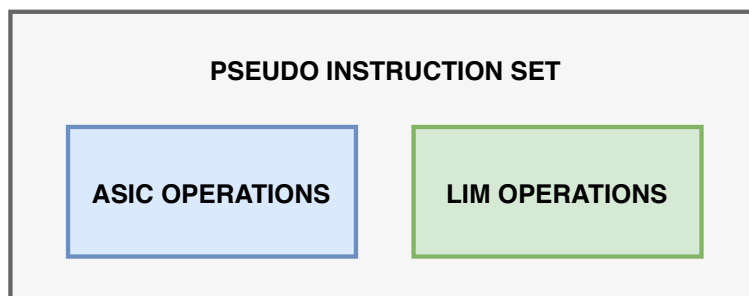 PSEUDO INSTRUCTION SET
ASIC OPERATIONS
LIM OPERATIONS